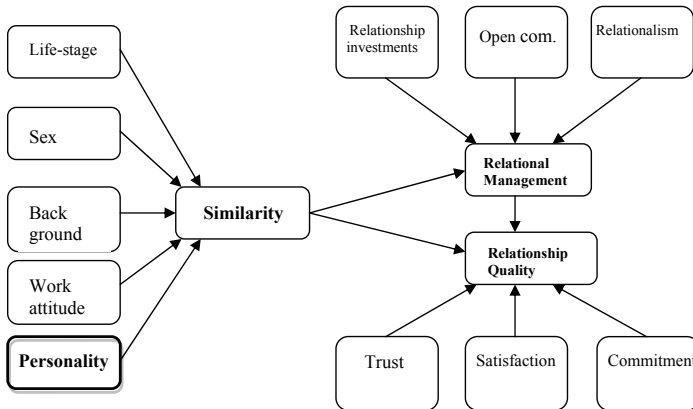 Life-stage
Sex
Back
ground
Work
attitude
Personality
Similarity
Relationship
investments
Open com.
Relationalism
Relational
Management
Relationship
Quality
Trust
Satisfaction
Commitment